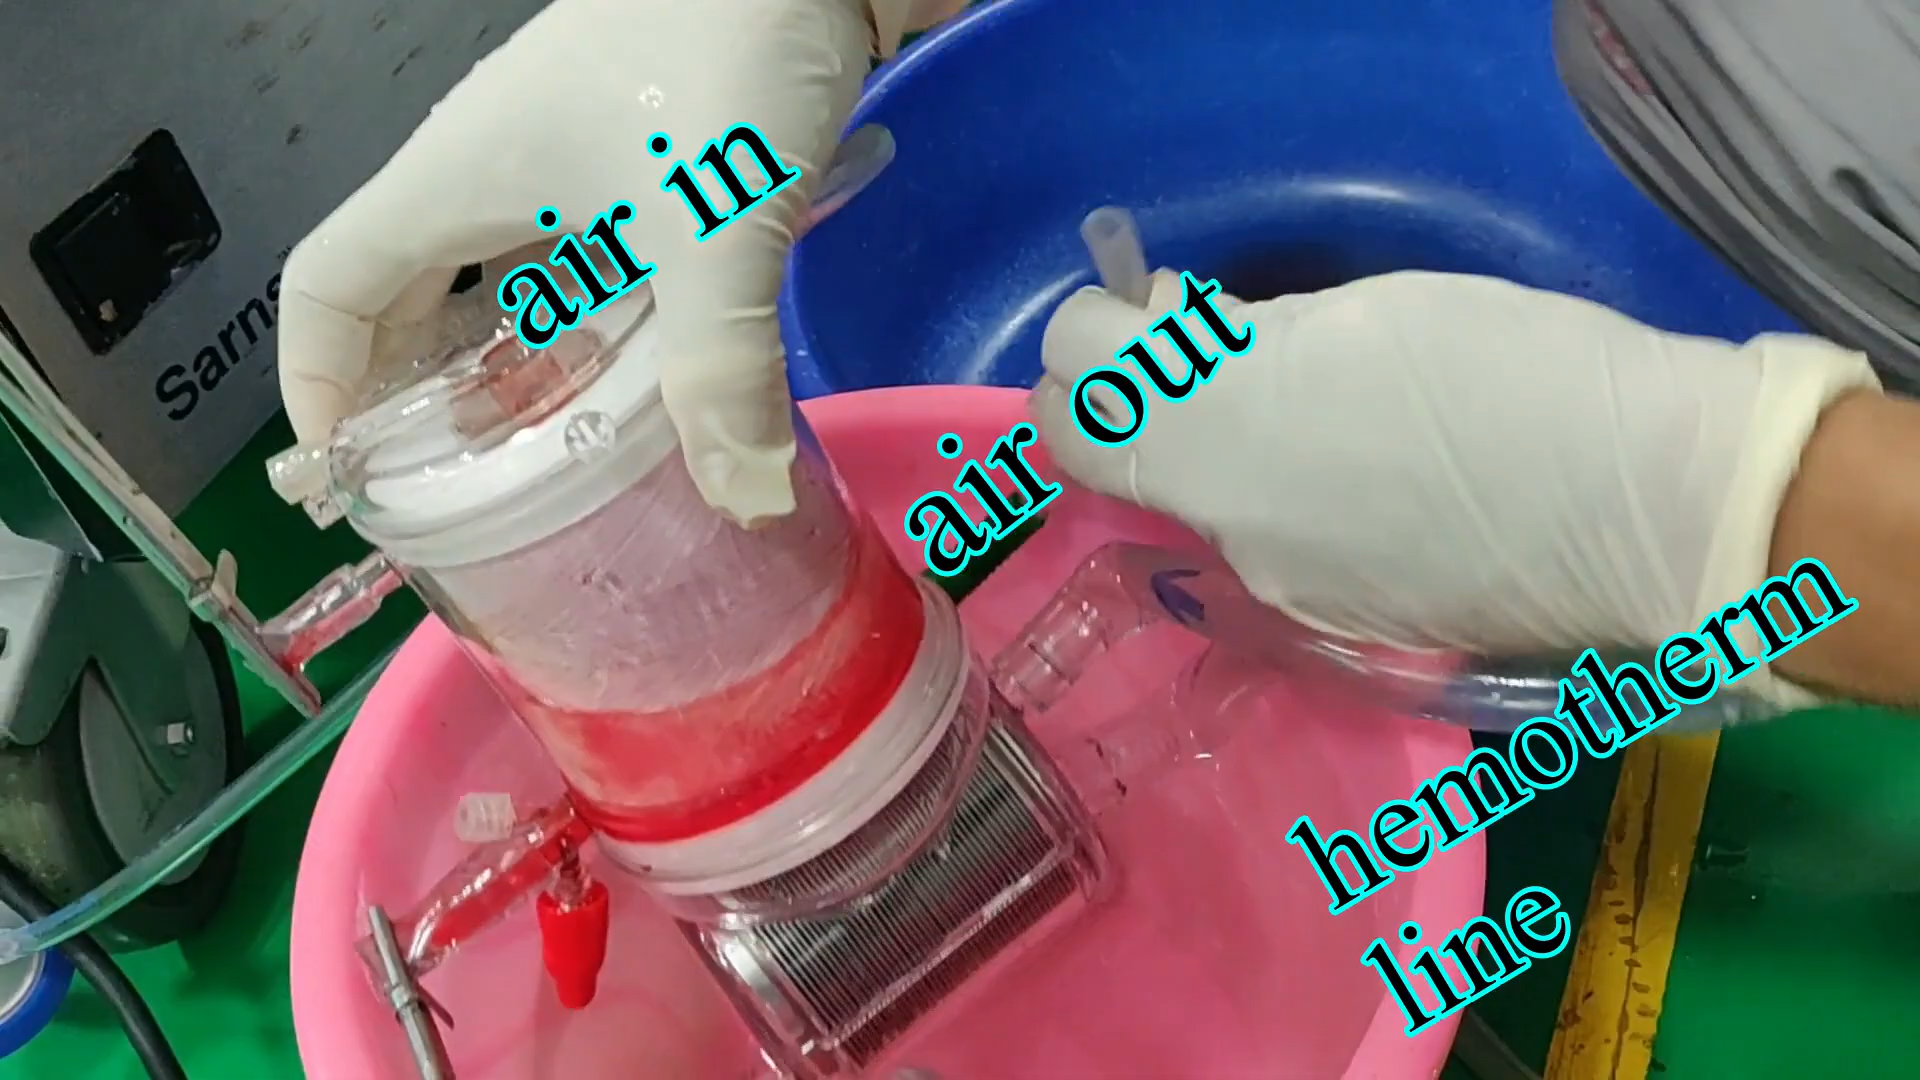 air in
Sarns
air out
hemotherm
line